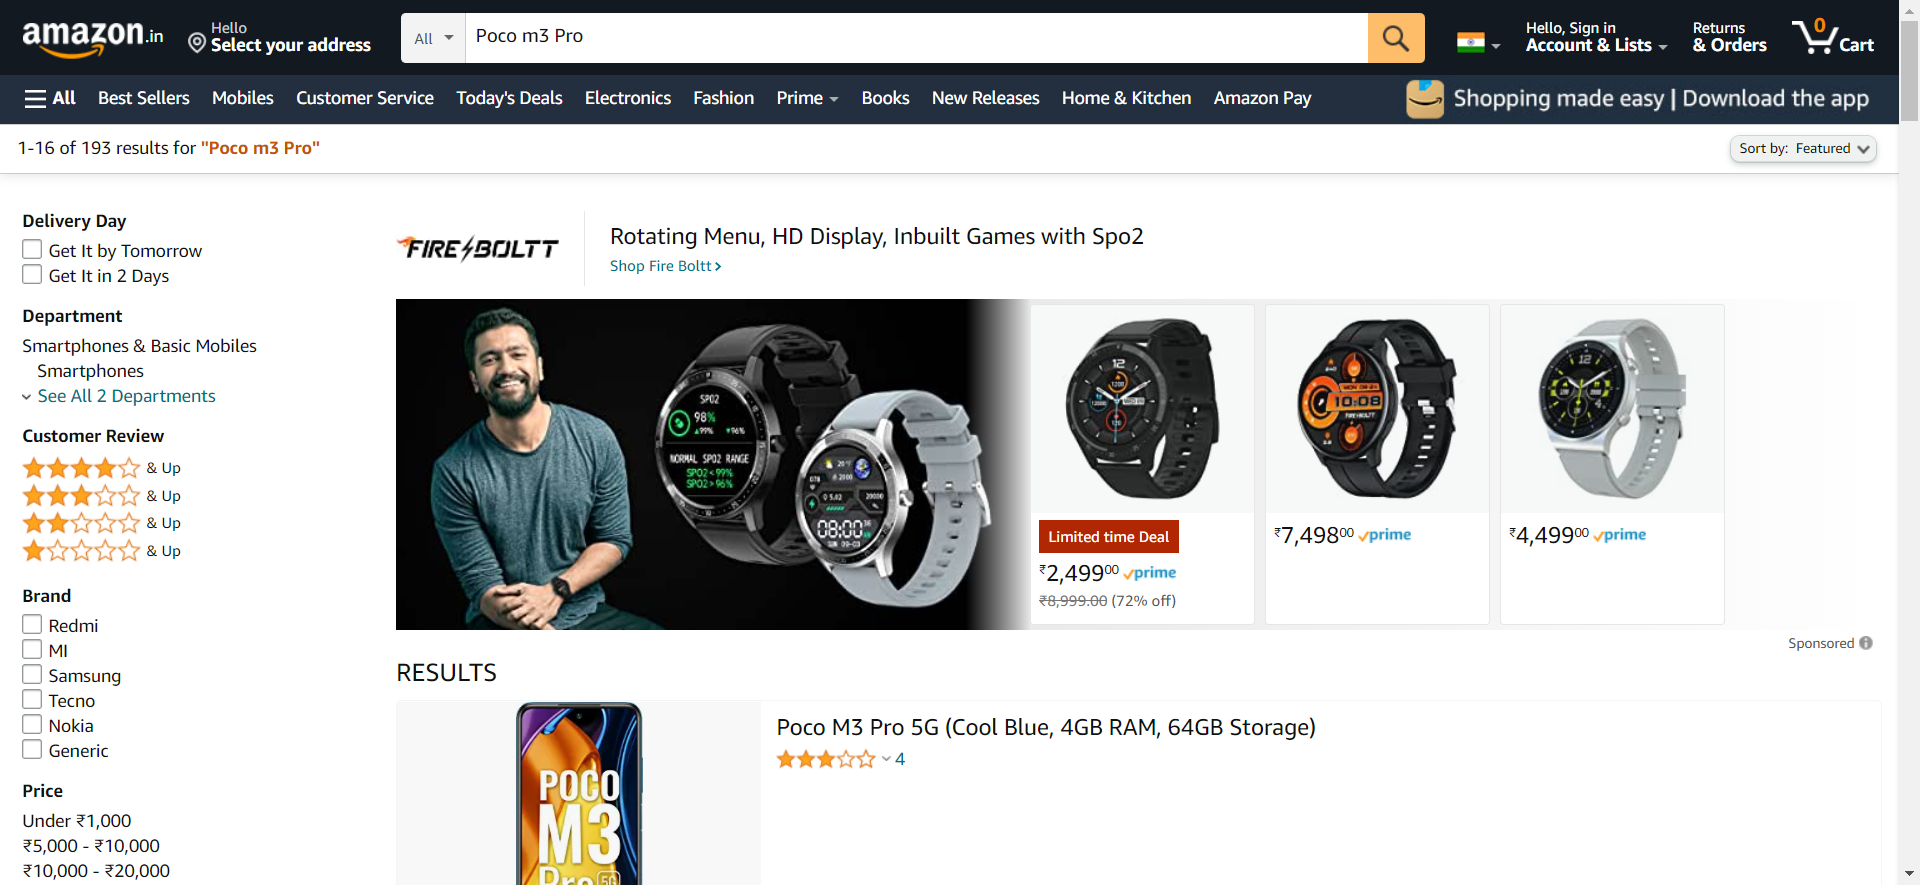 amazon.in
Hello
Select your address
All
Poco m3 Pro
Hello, Sign in
Account & Lists
Returns
& Orders
0
Cart
All
Best Sellers
Mobiles
Customer Service
Today's Deals
Electronics
Fashion
Prime
Books
New Releases
Home & Kitchen
Amazon Pay
Shopping made easy | Download the app
1-16 of 193 results for "Poco m3 Pro"
Sort by: Featured
Delivery Day
Get It by Tomorrow
Get It in 2 Days
Department
Smartphones & Basic Mobiles
Smartphones
See All 2 Departments
Customer Review
& Up
& Up
& Up
& Up
Brand
Redmi
MI
Samsung
Tecno
Nokia
Generic
Price
Under ₹1,000
₹5,000 - ₹10,000
₹10,000 - ₹20,000
FIRE BOLTT
Rotating Menu, HD Display, Inbuilt Games with Spo2
Shop Fire Boltt
SPO2
98%
NORMAL SPO2 RANGE
SPO2 < 99%
SPO2 > 96%
08:00
12
10:08
FIRE BOLTT
12
Limited time Deal
₹2,499.00 prime
₹8,999.00 (72% off)
₹7,498.00 prime
₹4,499.00 prime
Sponsored
RESULTS
POCO
M3
Pro 5G
Poco M3 Pro 5G (Cool Blue, 4GB RAM, 64GB Storage)
4